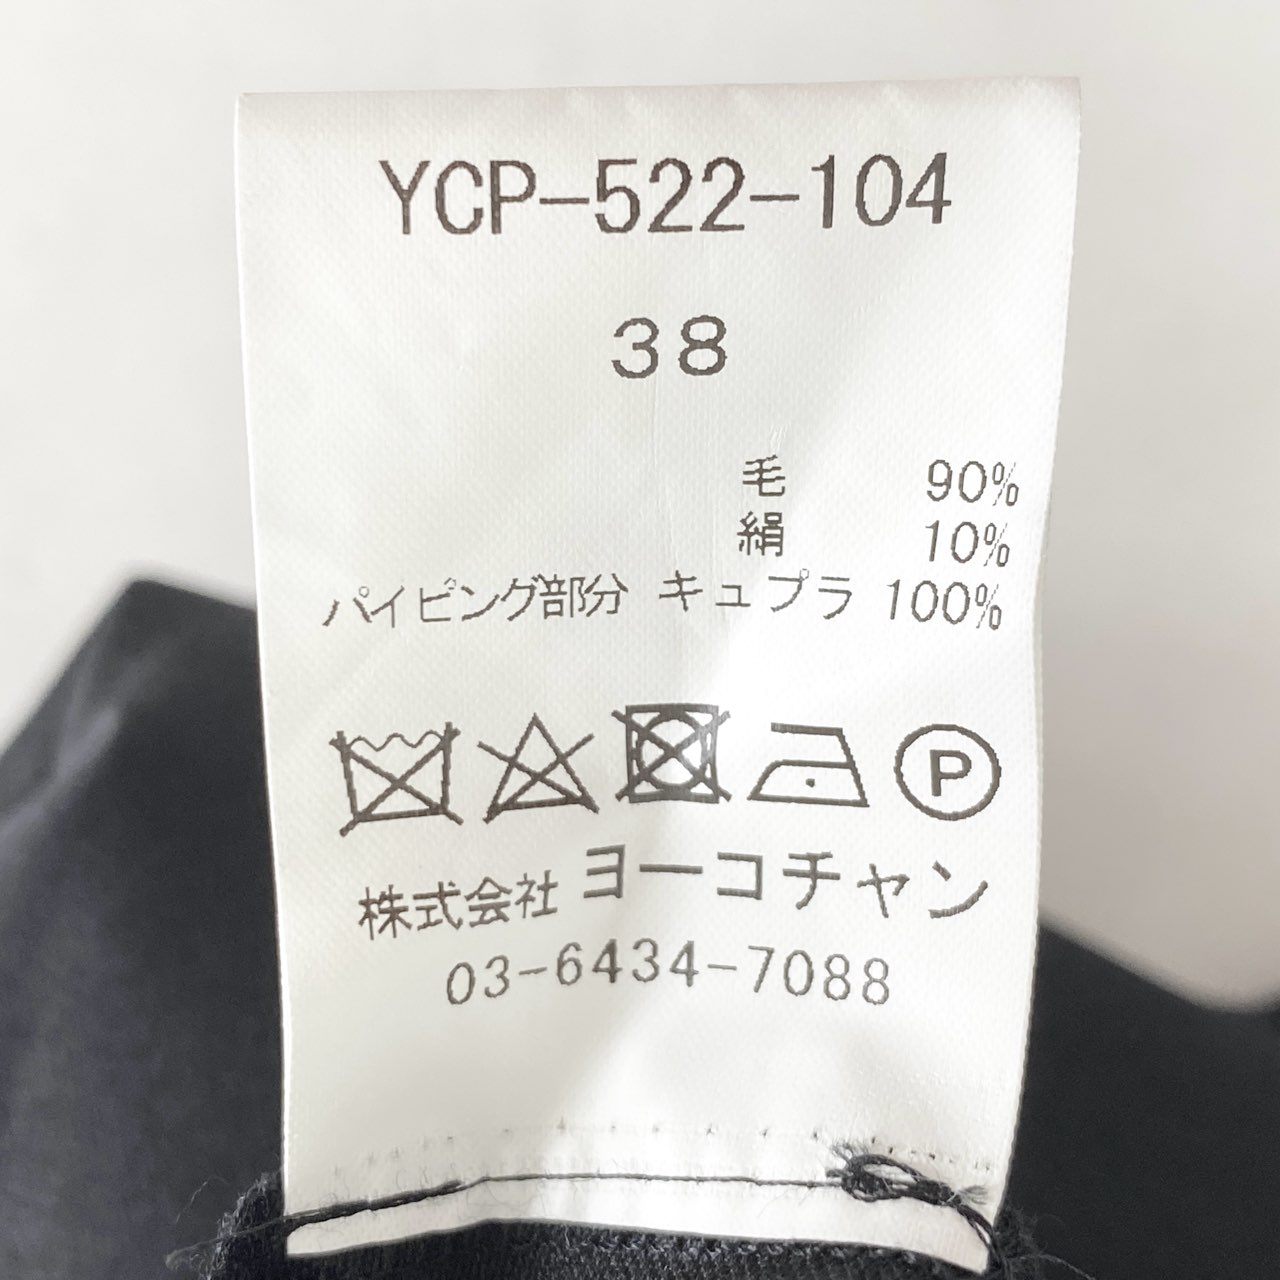 YCP-522-104
38
毛 90%
絹 10%
パイピング部分 キュプラ 100%
P
株式会社 ヨーコチャン
03-6434-7088